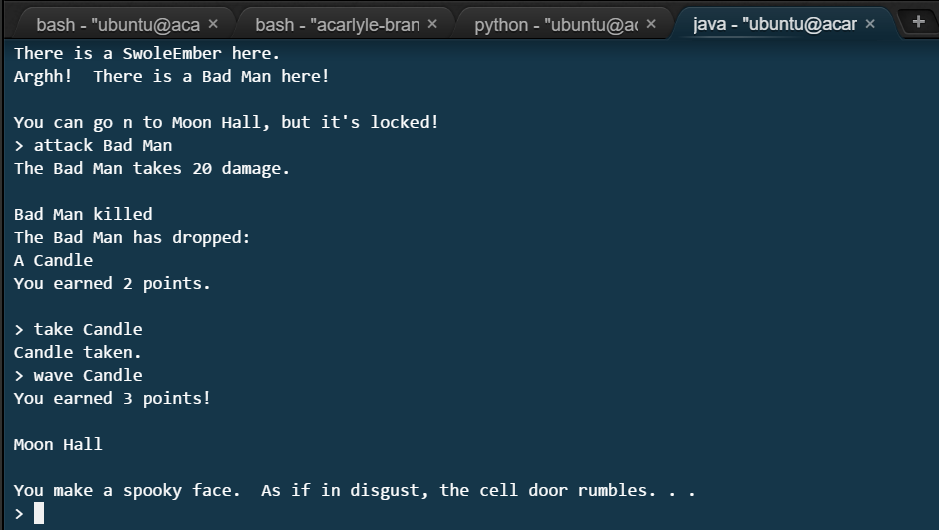 bash - "ubuntu@aca
bash - "acarlyle-bran
python - "ubuntu@ac
java - "ubuntu@acar
There is a SwoleEmber here.
Arghh!  There is a Bad Man here!
You can go n to Moon Hall, but it's locked!
> attack Bad Man
The Bad Man takes 20 damage.
Bad Man killed
The Bad Man has dropped:
A Candle
You earned 2 points.
> take Candle
Candle taken.
> wave Candle
You earned 3 points!
Moon Hall
You make a spooky face.  As if in disgust, the cell door rumbles. . .
>